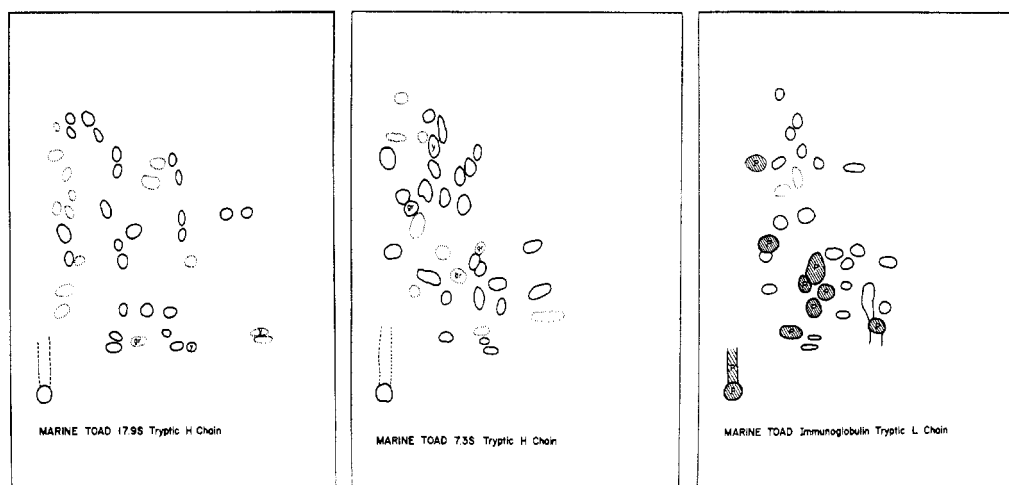 MARINE TOAD 17.9S Tryptic H Chain
MARINE TOAD 7.3S Tryptic H Chain
MARINE TOAD Immunoglobulin Tryptic L Chain